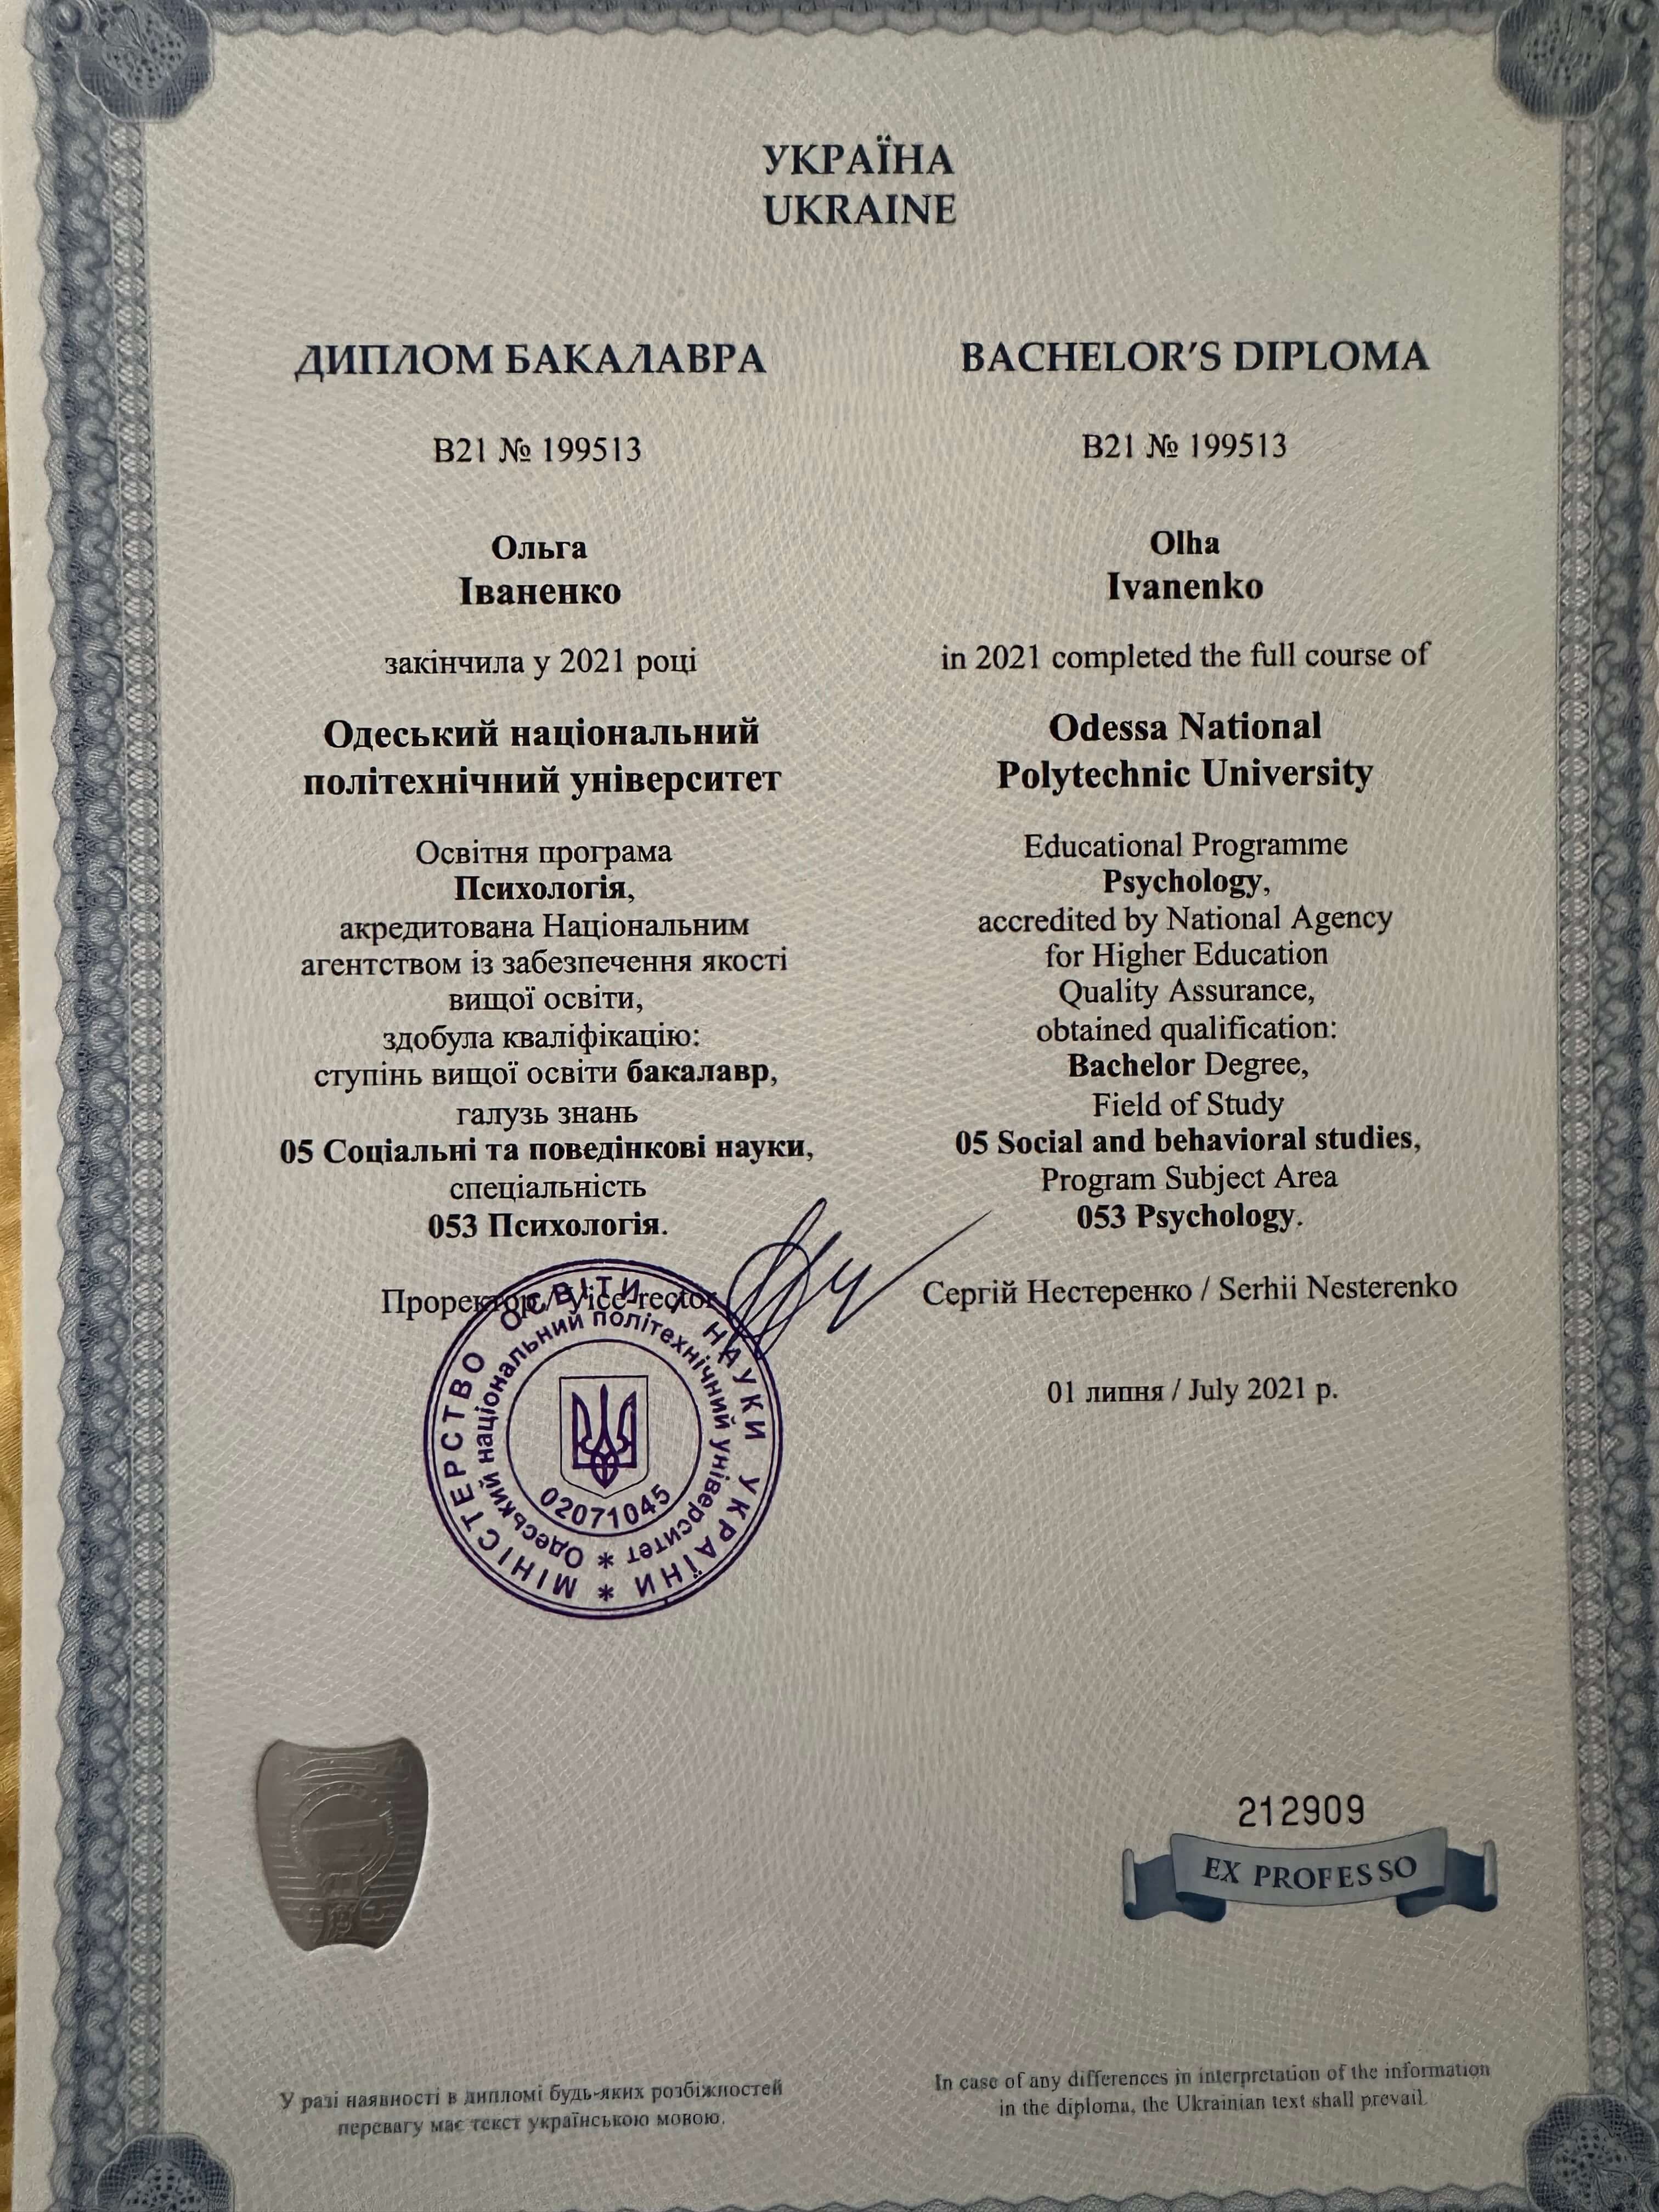 УКРАЇНА
UKRAINE
ДИПЛОМ БАКАЛАВРА
В21 № 199513
Ольга
Іваненко
закінчила у 2021 році
Одеський національний
політехнічний університет
Освітня програма
Психологія,
акредитована Національним
агентством із забезпечення якості
вищої освіти,
здобула кваліфікацію:
ступінь вищої освіти бакалавр,
галузь знань
05 Соціальні та поведінкові науки,
спеціальність
053 Психологія.
BACHELOR'S DIPLOMA
B21 № 199513
Olha
Ivanenko
in 2021 completed the full course of
Odessa National
Polytechnic University
Educational Programme
Psychology,
accredited by National Agency
for Higher Education
Quality Assurance,
obtained qualification:
Bachelor Degree,
Field of Study
05 Social and behavioral studies,
Program Subject Area
053 Psychology.
Проректор / Vice-rector
Сергій Нестеренко / Serhii Nesterenko
01 липня / July 2021 р.
МІНІСТЕРСТВО ОСВІТИ І НАУКИ УКРАЇНИ *
Одеський національний політехнічний університет *
02071045
212909
EX PROFESSO
У разі наявності в дипломі будь-яких розбіжностей
перевагу має текст українською мовою.
In case of any differences in interpretation of the information
in the diploma, the Ukrainian text shall prevail.